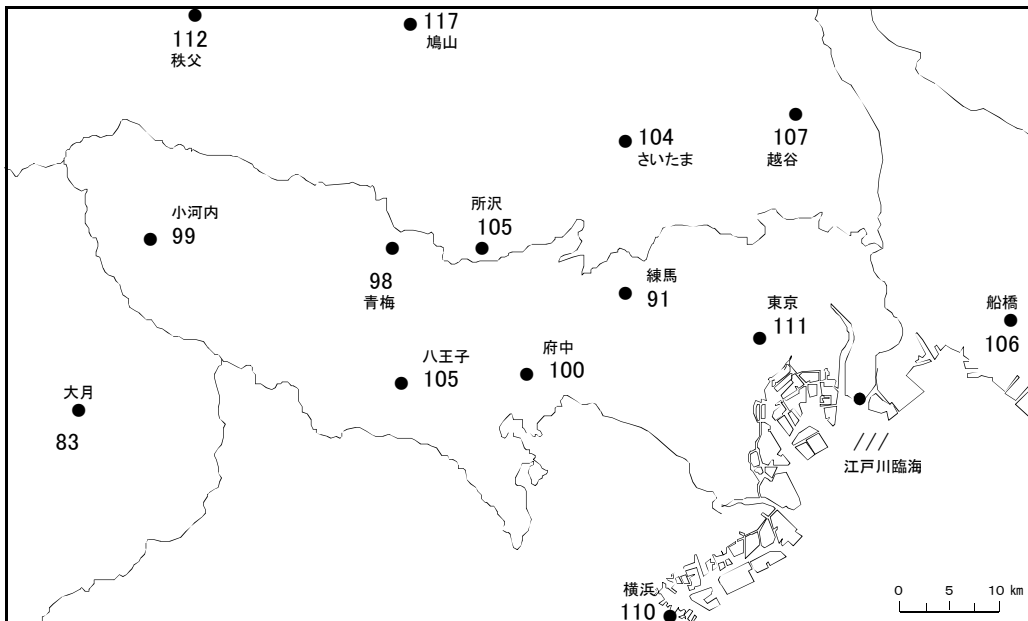 112
秩父
117
鳩山
104
さいたま
107
越谷
小河内
99
所沢
105
98
青梅
練馬
91
東京
111
船橋
106
八王子
105
府中
100
大月
83
///
江戸川臨海
横浜
110
0 5 10 km